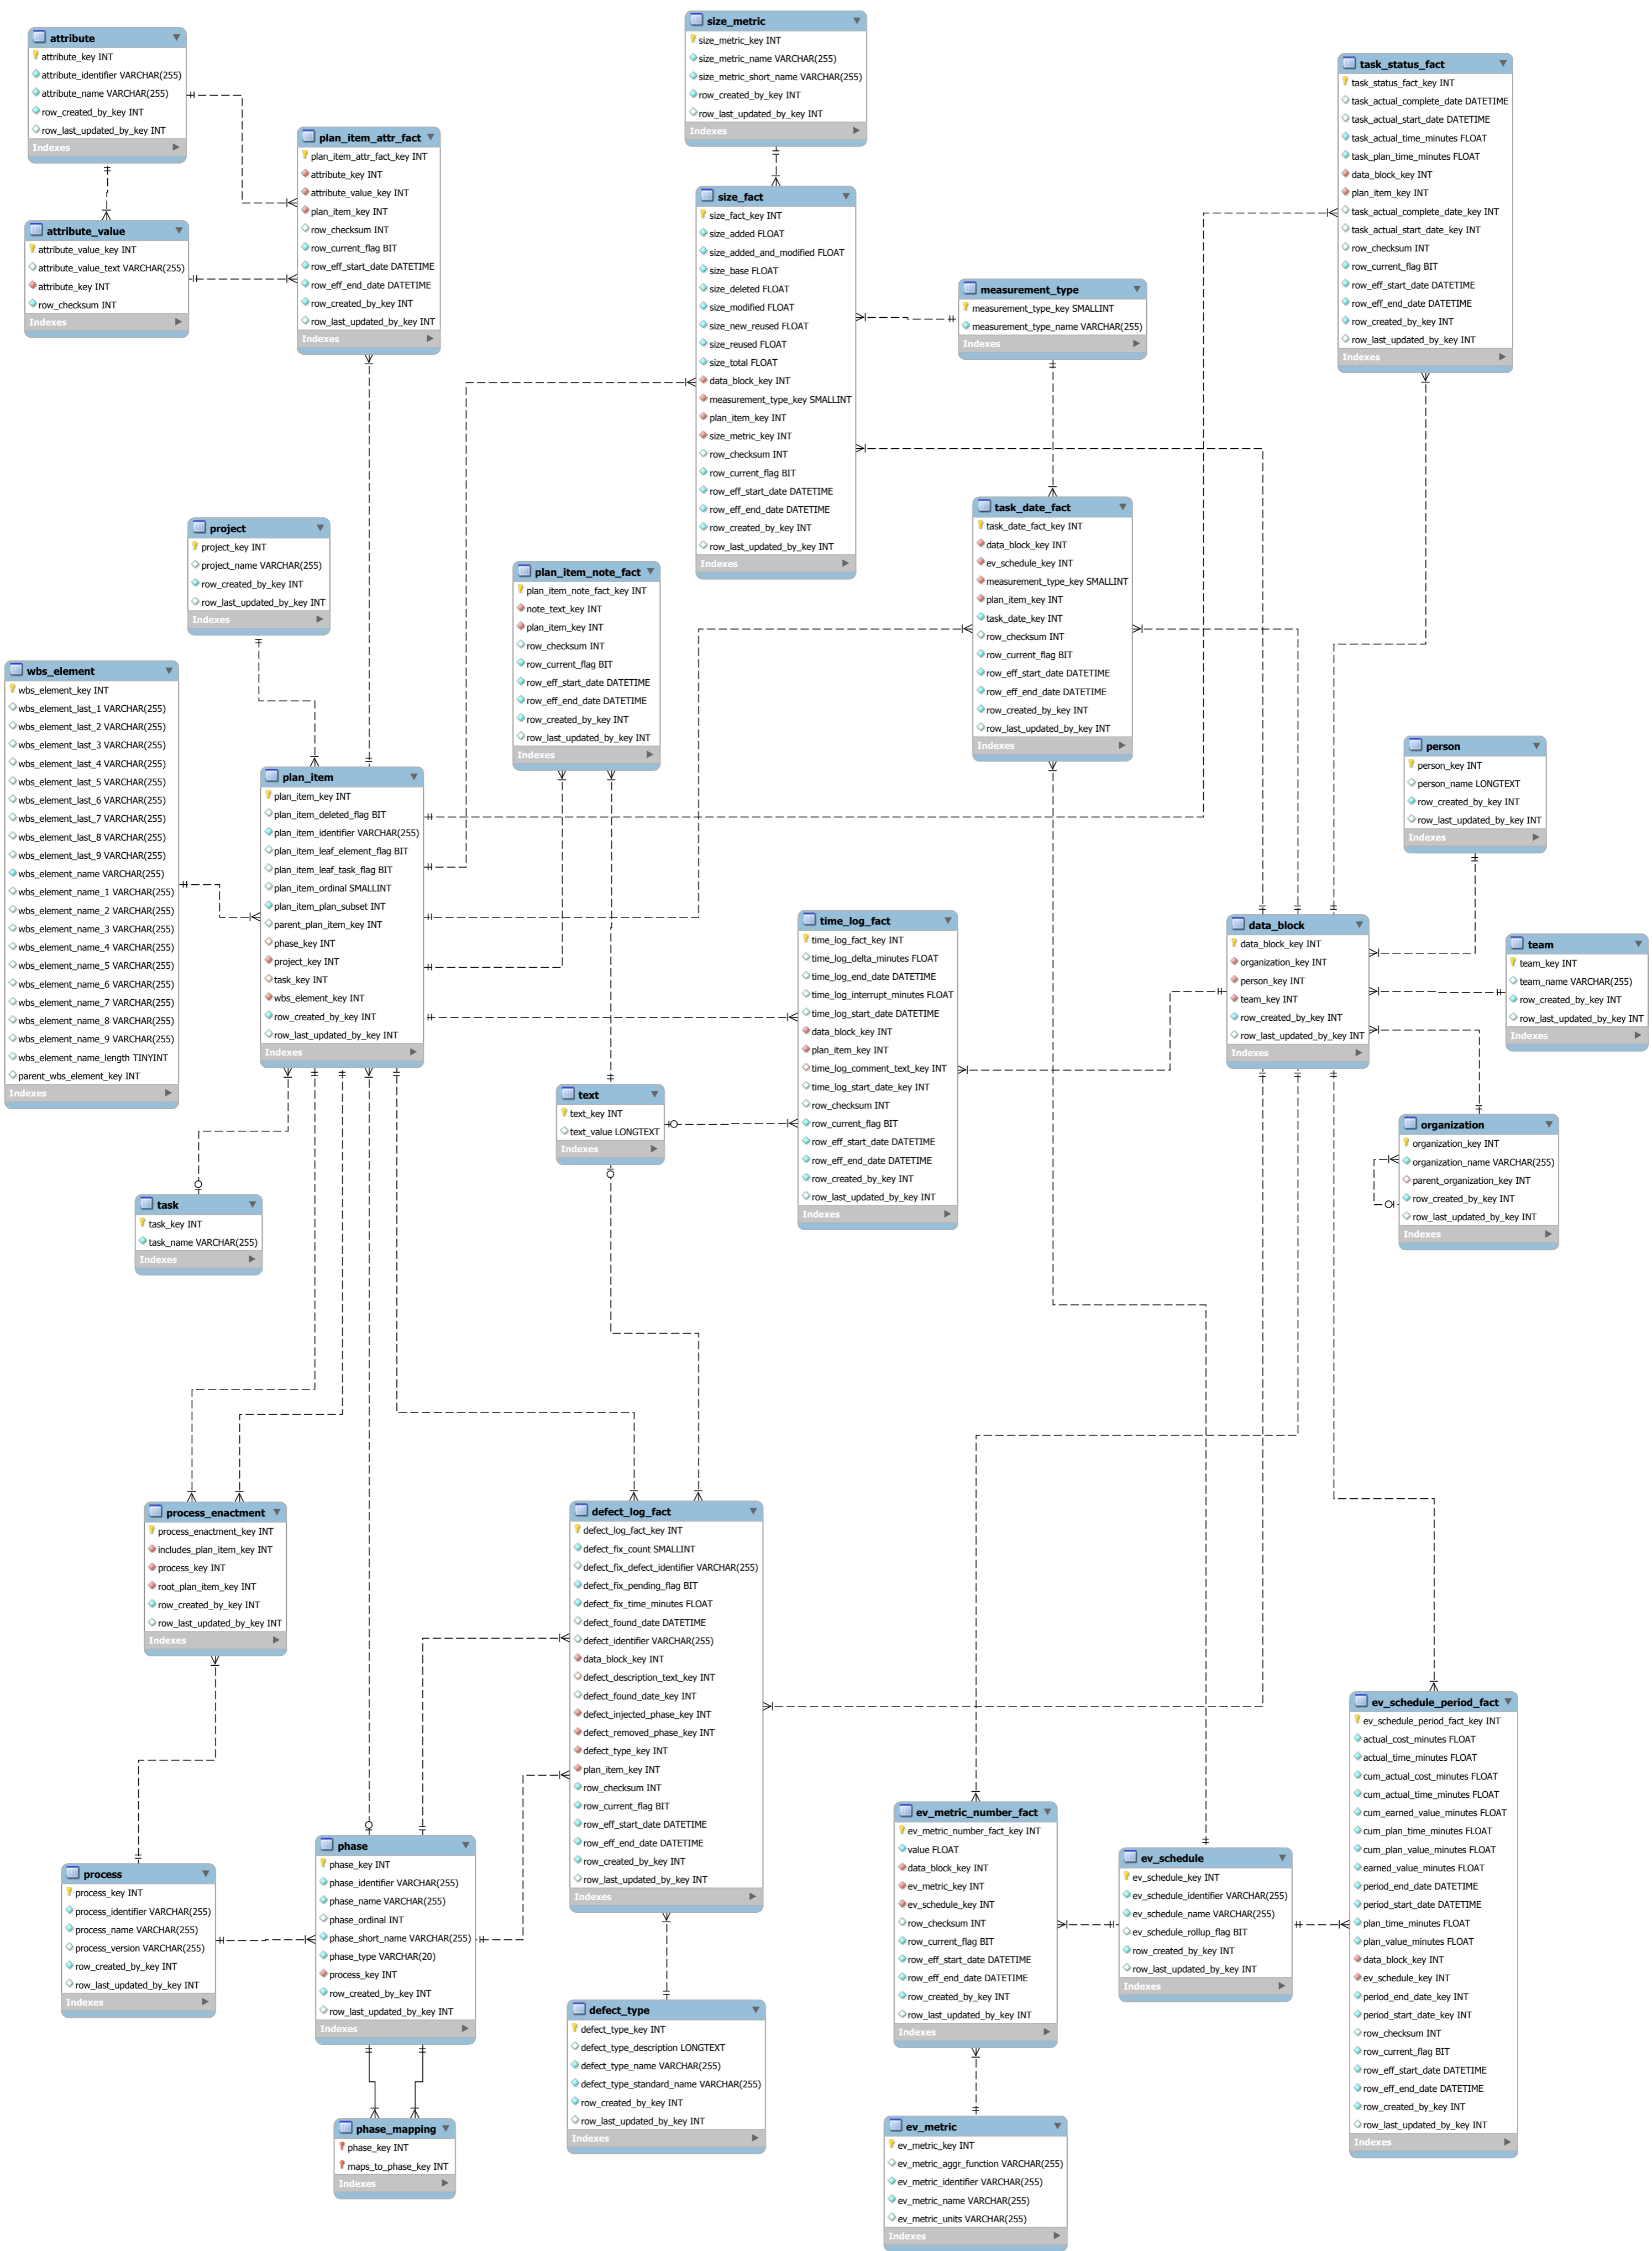 size_metric
size_metric_key INT
size_metric_name VARCHAR(255)
size_metric_short_name VARCHAR(255)
row_created_by_key INT
row_last_updated_by_key INT
Indexes
attribute
attribute_key INT
attribute_identifier VARCHAR(255)
attribute_name VARCHAR(255)
row_created_by_key INT
row_last_updated_by_key INT
Indexes
task_status_fact
task_status_fact_key INT
task_actual_complete_date DATETIME
task_actual_start_date DATETIME
task_actual_time_minutes FLOAT
task_plan_time_minutes FLOAT
data_block_key INT
plan_item_key INT
task_actual_complete_date_key INT
task_actual_start_date_key INT
row_checksum INT
row_current_flag BIT
row_eff_start_date DATETIME
row_eff_end_date DATETIME
row_created_by_key INT
row_last_updated_by_key INT
Indexes
plan_item_attr_fact
plan_item_attr_fact_key INT
attribute_key INT
attribute_value_key INT
plan_item_key INT
row_checksum INT
row_current_flag BIT
row_eff_start_date DATETIME
row_eff_end_date DATETIME
row_created_by_key INT
row_last_updated_by_key INT
Indexes
size_fact
size_fact_key INT
size_added FLOAT
size_added_and_modified FLOAT
size_base FLOAT
size_deleted FLOAT
size_modified FLOAT
size_new_reused FLOAT
size_reused FLOAT
size_total FLOAT
data_block_key INT
measurement_type_key SMALLINT
plan_item_key INT
size_metric_key INT
row_checksum INT
row_current_flag BIT
row_eff_start_date DATETIME
row_eff_end_date DATETIME
row_created_by_key INT
row_last_updated_by_key INT
Indexes
attribute_value
attribute_value_key INT
attribute_value_text VARCHAR(255)
attribute_key INT
row_checksum INT
Indexes
measurement_type
measurement_type_key SMALLINT
measurement_type_name VARCHAR(255)
Indexes
task_date_fact
task_date_fact_key INT
data_block_key INT
ev_schedule_key INT
measurement_type_key SMALLINT
plan_item_key INT
task_date_key INT
row_checksum INT
row_current_flag BIT
row_eff_start_date DATETIME
row_eff_end_date DATETIME
row_created_by_key INT
row_last_updated_by_key INT
Indexes
project
project_key INT
project_name VARCHAR(255)
row_created_by_key INT
row_last_updated_by_key INT
Indexes
plan_item_note_fact
plan_item_note_fact_key INT
note_text_key INT
plan_item_key INT
row_checksum INT
row_current_flag BIT
row_eff_start_date DATETIME
row_eff_end_date DATETIME
row_created_by_key INT
row_last_updated_by_key INT
Indexes
wbs_element
wbs_element_key INT
wbs_element_last_1 VARCHAR(255)
wbs_element_last_2 VARCHAR(255)
wbs_element_last_3 VARCHAR(255)
wbs_element_last_4 VARCHAR(255)
wbs_element_last_5 VARCHAR(255)
wbs_element_last_6 VARCHAR(255)
wbs_element_last_7 VARCHAR(255)
wbs_element_last_8 VARCHAR(255)
wbs_element_last_9 VARCHAR(255)
wbs_element_name VARCHAR(255)
wbs_element_name_1 VARCHAR(255)
wbs_element_name_2 VARCHAR(255)
wbs_element_name_3 VARCHAR(255)
wbs_element_name_4 VARCHAR(255)
wbs_element_name_5 VARCHAR(255)
wbs_element_name_6 VARCHAR(255)
wbs_element_name_7 VARCHAR(255)
wbs_element_name_8 VARCHAR(255)
wbs_element_name_9 VARCHAR(255)
wbs_element_name_length TINYINT
parent_wbs_element_key INT
Indexes
person
person_key INT
person_name LONGTEXT
row_created_by_key INT
row_last_updated_by_key INT
Indexes
plan_item
plan_item_key INT
plan_item_deleted_flag BIT
plan_item_identifier VARCHAR(255)
plan_item_leaf_element_flag BIT
plan_item_leaf_task_flag BIT
plan_item_ordinal SMALLINT
plan_item_plan_subset INT
parent_plan_item_key INT
phase_key INT
project_key INT
task_key INT
wbs_element_key INT
row_created_by_key INT
row_last_updated_by_key INT
Indexes
time_log_fact
time_log_fact_key INT
time_log_delta_minutes FLOAT
time_log_end_date DATETIME
time_log_interrupt_minutes FLOAT
time_log_start_date DATETIME
data_block_key INT
plan_item_key INT
time_log_comment_text_key INT
time_log_start_date_key INT
row_checksum INT
row_current_flag BIT
row_eff_start_date DATETIME
row_eff_end_date DATETIME
row_created_by_key INT
row_last_updated_by_key INT
Indexes
data_block
data_block_key INT
organization_key INT
person_key INT
team_key INT
row_created_by_key INT
row_last_updated_by_key INT
Indexes
team
team_key INT
team_name VARCHAR(255)
row_created_by_key INT
row_last_updated_by_key INT
Indexes
text
text_key INT
text_value LONGTEXT
Indexes
organization
organization_key INT
organization_name VARCHAR(255)
parent_organization_key INT
row_created_by_key INT
row_last_updated_by_key INT
Indexes
task
task_key INT
task_name VARCHAR(255)
Indexes
process_enactment
process_enactment_key INT
includes_plan_item_key INT
process_key INT
root_plan_item_key INT
row_created_by_key INT
row_last_updated_by_key INT
Indexes
defect_log_fact
defect_log_fact_key INT
defect_fix_count SMALLINT
defect_fix_defect_identifier VARCHAR(255)
defect_fix_pending_flag BIT
defect_fix_time_minutes FLOAT
defect_found_date DATETIME
defect_identifier VARCHAR(255)
data_block_key INT
defect_description_text_key INT
defect_found_date_key INT
defect_injected_phase_key INT
defect_removed_phase_key INT
defect_type_key INT
plan_item_key INT
row_checksum INT
row_current_flag BIT
row_eff_start_date DATETIME
row_eff_end_date DATETIME
row_created_by_key INT
row_last_updated_by_key INT
Indexes
ev_schedule_period_fact
ev_schedule_period_fact_key INT
actual_cost_minutes FLOAT
actual_time_minutes FLOAT
cum_actual_cost_minutes FLOAT
cum_actual_time_minutes FLOAT
cum_earned_value_minutes FLOAT
cum_plan_time_minutes FLOAT
cum_plan_value_minutes FLOAT
earned_value_minutes FLOAT
period_end_date DATETIME
period_start_date DATETIME
plan_time_minutes FLOAT
plan_value_minutes FLOAT
data_block_key INT
ev_schedule_key INT
period_end_date_key INT
period_start_date_key INT
row_checksum INT
row_current_flag BIT
row_eff_start_date DATETIME
row_eff_end_date DATETIME
row_created_by_key INT
row_last_updated_by_key INT
Indexes
ev_metric_number_fact
ev_metric_number_fact_key INT
value FLOAT
data_block_key INT
ev_metric_key INT
ev_schedule_key INT
row_checksum INT
row_current_flag BIT
row_eff_start_date DATETIME
row_eff_end_date DATETIME
row_created_by_key INT
row_last_updated_by_key INT
Indexes
ev_schedule
ev_schedule_key INT
ev_schedule_identifier VARCHAR(255)
ev_schedule_name VARCHAR(255)
ev_schedule_rollup_flag BIT
row_created_by_key INT
row_last_updated_by_key INT
Indexes
process
process_key INT
process_identifier VARCHAR(255)
process_name VARCHAR(255)
process_version VARCHAR(255)
row_created_by_key INT
row_last_updated_by_key INT
Indexes
phase
phase_key INT
phase_identifier VARCHAR(255)
phase_name VARCHAR(255)
phase_ordinal INT
phase_short_name VARCHAR(255)
phase_type VARCHAR(20)
process_key INT
row_created_by_key INT
row_last_updated_by_key INT
Indexes
defect_type
defect_type_key INT
defect_type_description LONGTEXT
defect_type_name VARCHAR(255)
defect_type_standard_name VARCHAR(255)
row_created_by_key INT
row_last_updated_by_key INT
Indexes
phase_mapping
phase_key INT
maps_to_phase_key INT
Indexes
ev_metric
ev_metric_key INT
ev_metric_aggr_function VARCHAR(255)
ev_metric_identifier VARCHAR(255)
ev_metric_name VARCHAR(255)
ev_metric_units VARCHAR(255)
Indexes